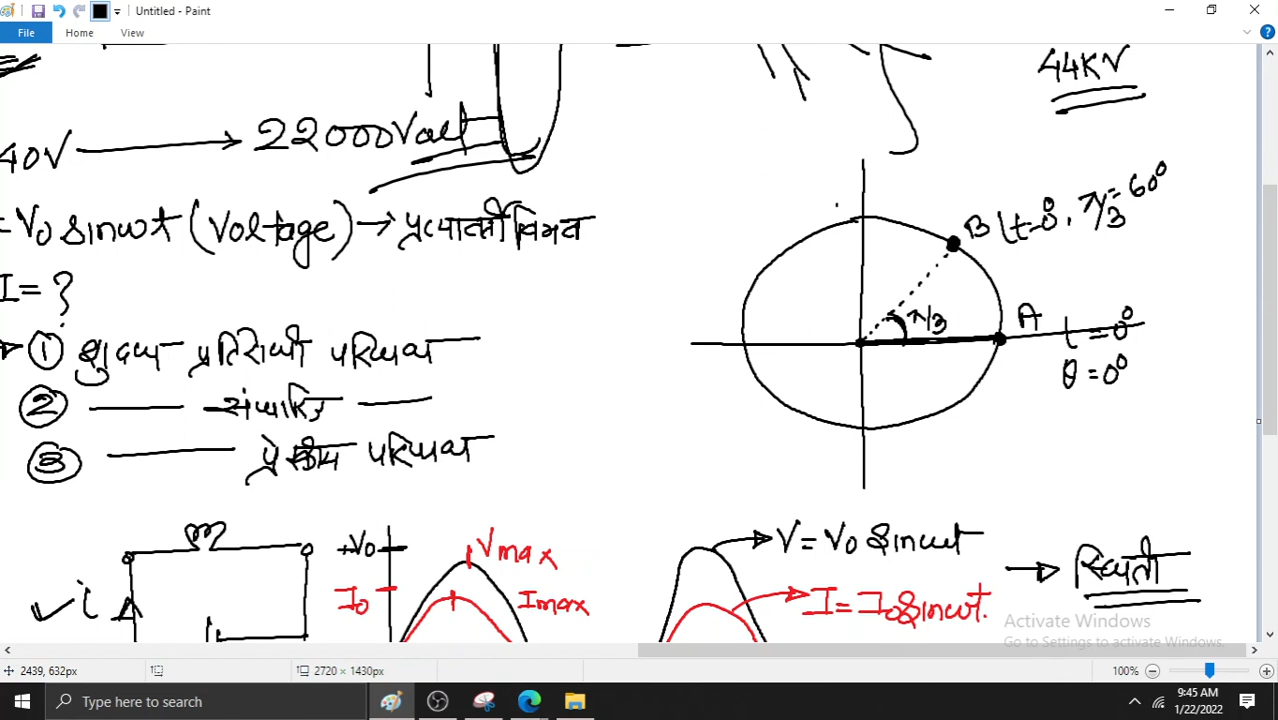 Untitled - Paint
File Home View
44KV
40V → 22000 Volt
= V₀ sinωt (Voltage) → प्रत्यावर्ती विभव
B (t=0°, π/3 = 60°
I = ?
π/3 A t = 0°
θ = 0°
① शुद्ध प्रतिरोधी परिपथ
②
③ परिपथ
V₀ Vmax
I₀ Imax
i
V = V₀ Sinωt
I = I₀ Sinωt.
Activate Windows
Go to Settings to activate Windows.
2439, 632px
2720 × 1430px
100%
Type here to search
9:45 AM
1/22/2022